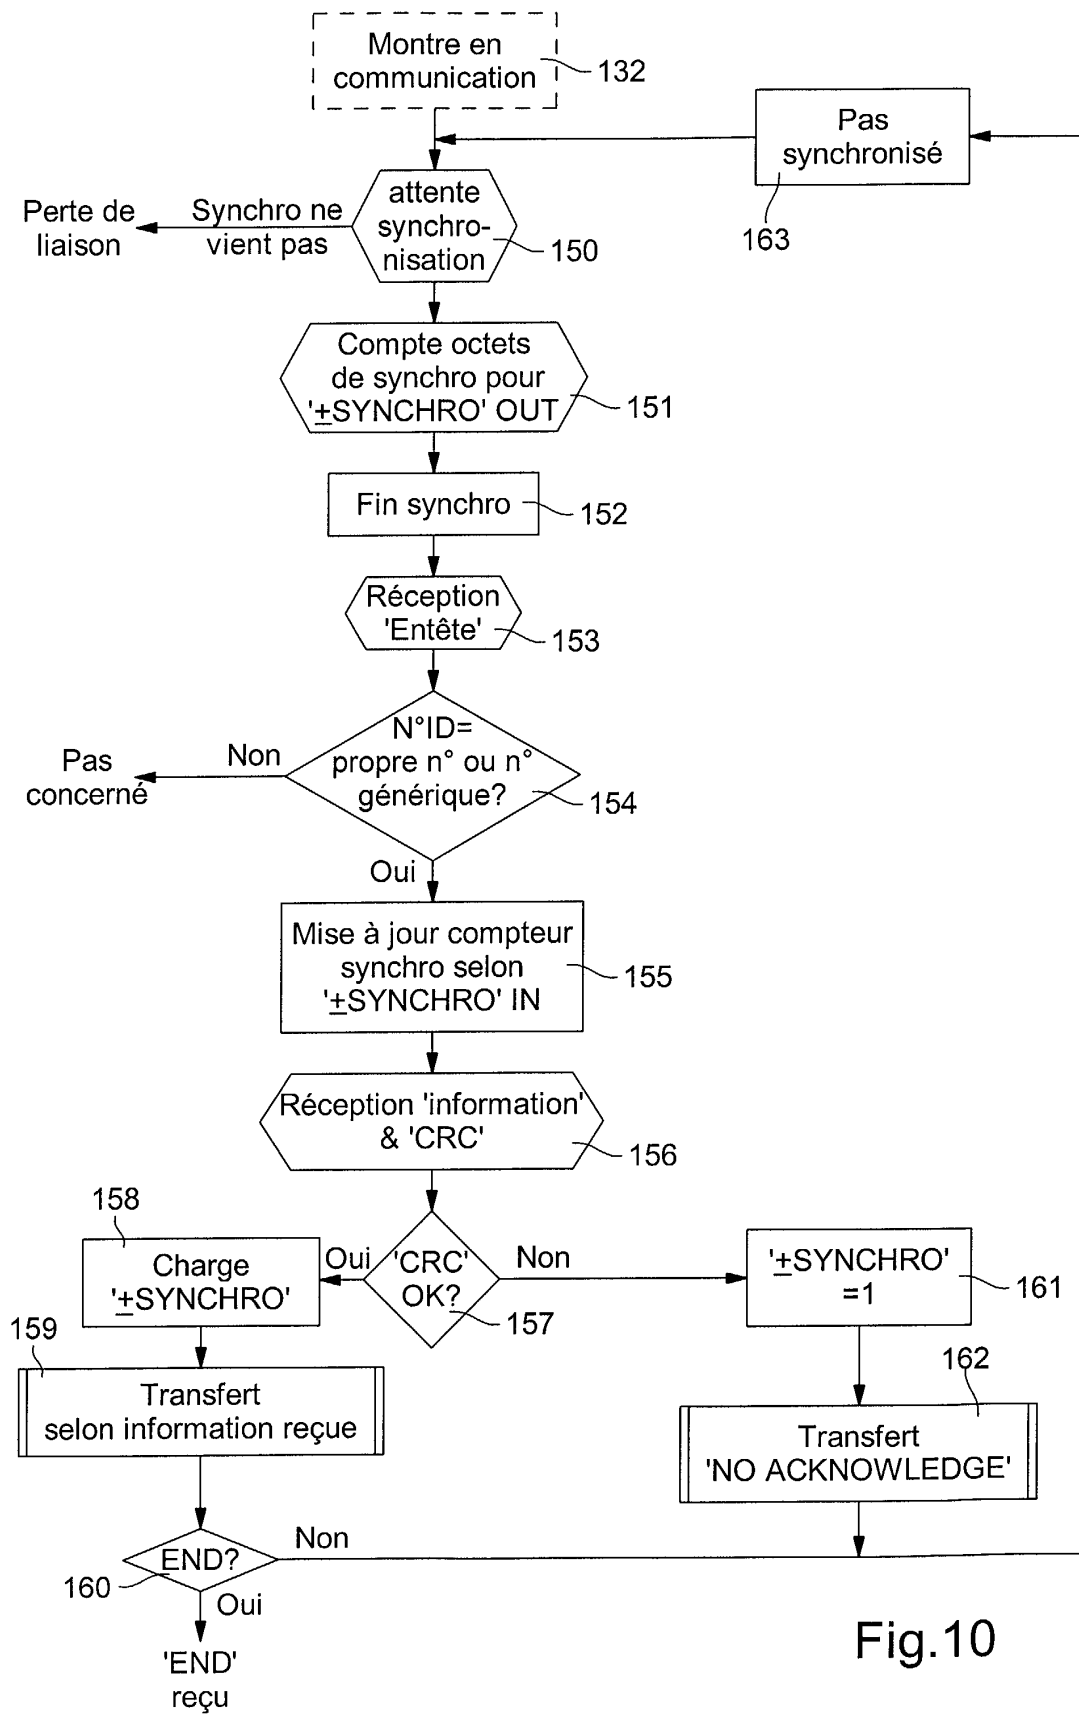 Montre en
communication
132
Pas
synchronisé
163
attente
synchro-
nisation
150
Synchro ne
vient pas
Perte de
liaison
Compte octets
de synchro pour
'±SYNCHRO' OUT
151
Fin synchro
152
Réception
'Entête'
153
N°ID=
propre n° ou n°
générique?
154
Non
Pas
concerné
Oui
Mise à jour compteur
synchro selon
'±SYNCHRO' IN
155
Réception 'information'
& 'CRC'
156
'CRC'
OK?
157
Oui
Non
158
Charge
'±SYNCHRO'
'±SYNCHRO'
=1
161
159
Transfert
selon information reçue
162
Transfert
'NO ACKNOWLEDGE'
END?
160
Non
Oui
'END'
reçu
Fig.10